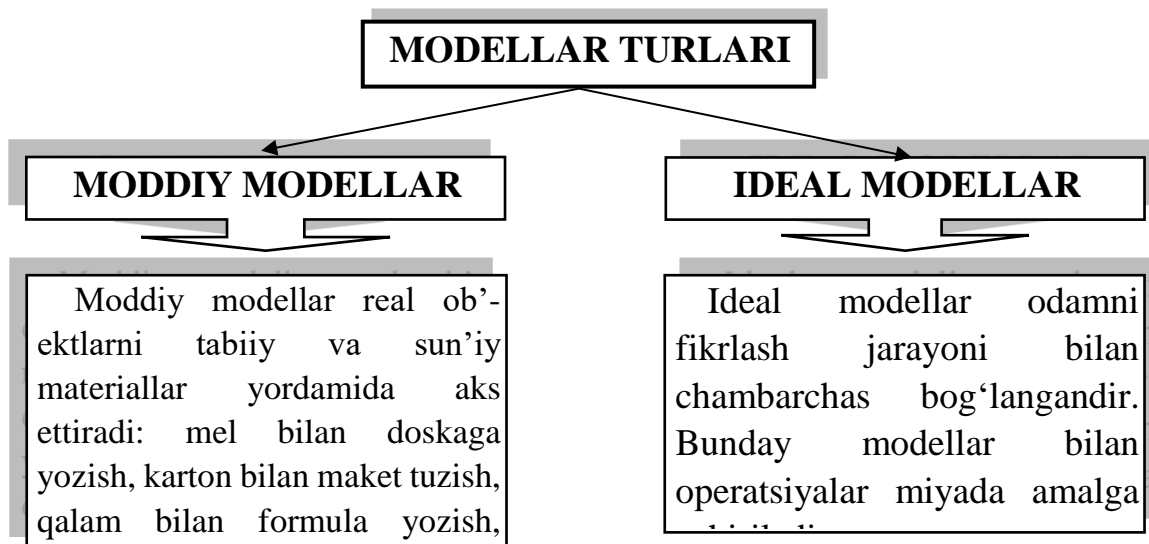 MODELLAR TURLARI
MODDIY MODELLAR
IDEAL MODELLAR
Moddiy modellar real ob’-
ektlarni tabiiy va sun’iy
materiallar yordamida aks
ettiradi: mel bilan doskaga
yozish, karton bilan maket tuzish,
qalam bilan formula yozish,
Ideal modellar odamni
fikrlash jarayoni bilan
chambarchas bog‘langandir.
Bunday modellar bilan
operatsiyalar miyada amalga